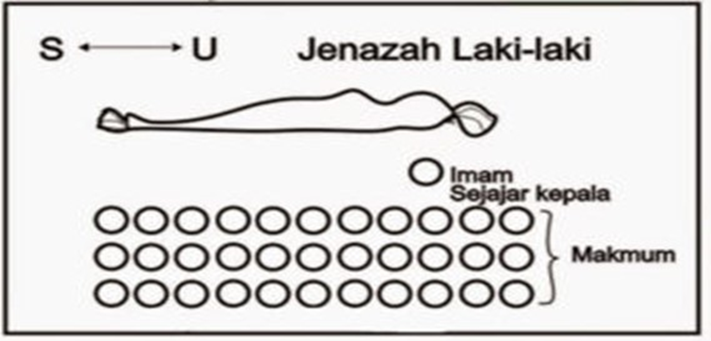 S U Jenazah Laki-laki
Imam
Sejajar kepala
Makmum